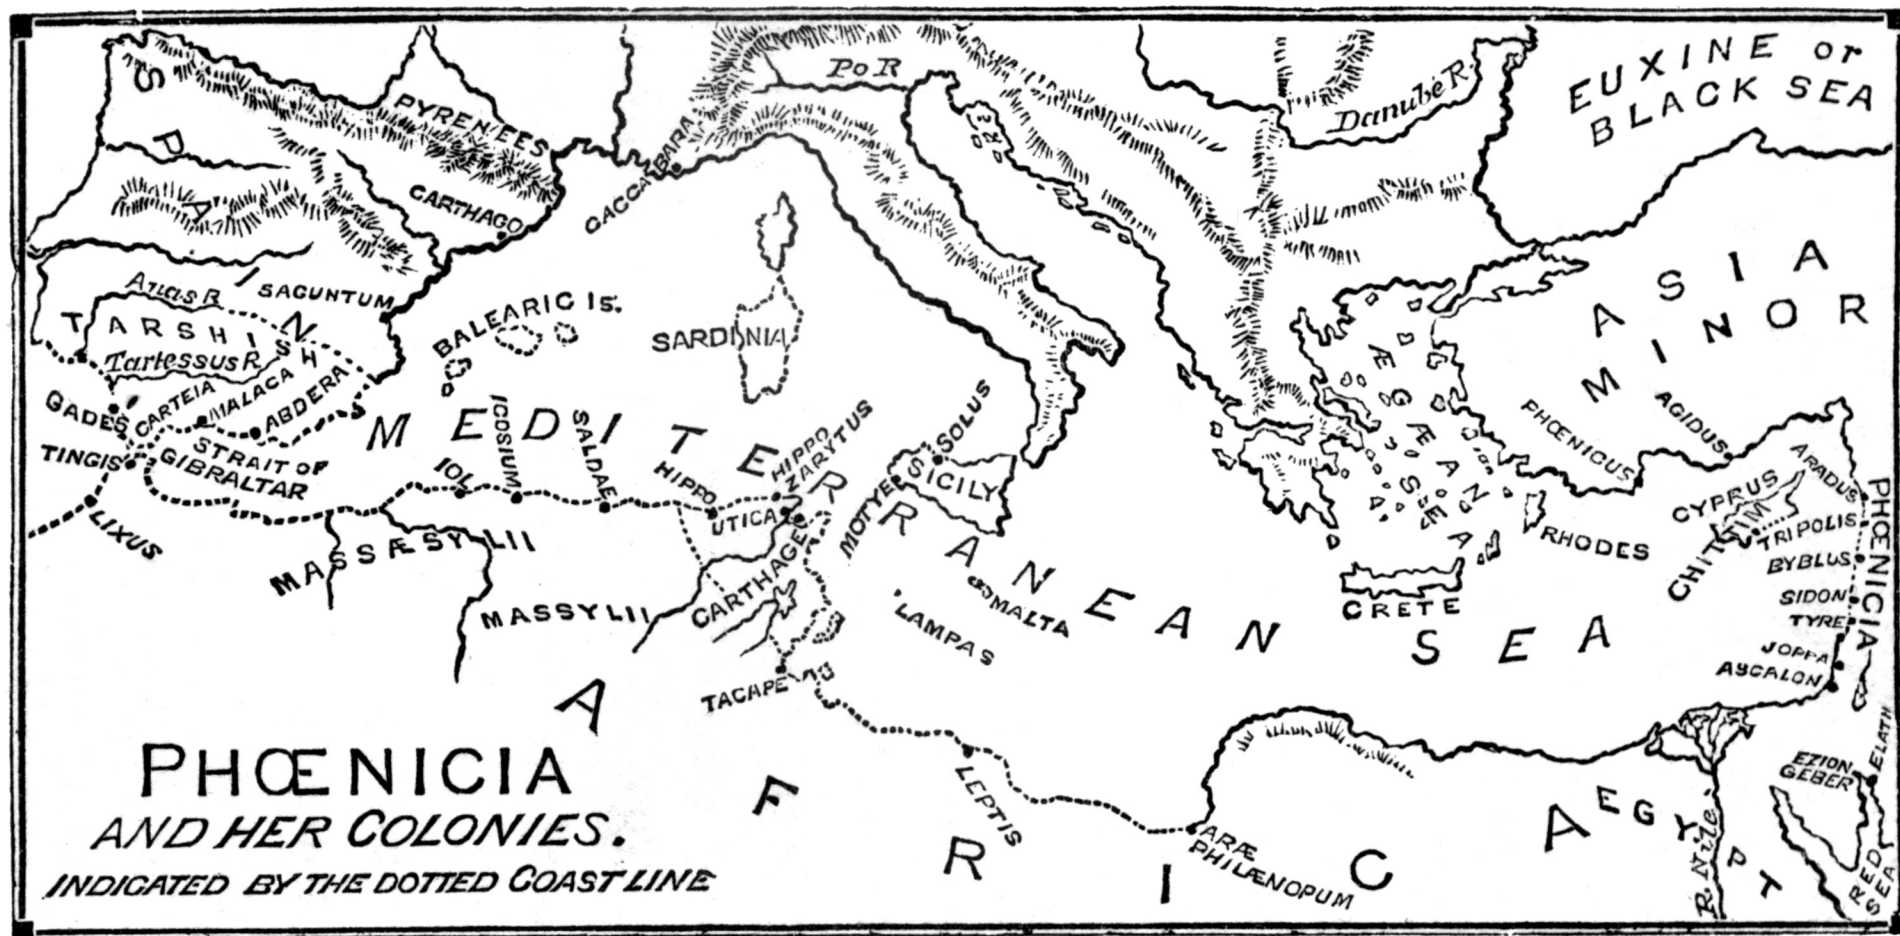 PHŒNICIA
AND HER COLONIES.
INDICATED BY THE DOTTED COAST LINE
SPAIN
PYRENEES
CARTHAGO
CACCABARA
Po R
Danube R
EUXINE or
BLACK SEA
Anas R
SAGUNTUM
TARSHISH
Tartessus R
BALEARIC Is.
SARDINIA
ASIA
MINOR
GADES
CARTEIA
MALACA
ABDERA
STRAIT OF
GIBRALTAR
TINGIS
LIXUS
MEDITERRANEAN SEA
IOL
ICOSIUM
SALDAE
HIPPO
HIPPO
ZARYTUS
UTICA
CARTHAGE
MOTYE
SOLUS
SICILY
ÆGÆAN SEA
PHŒNICUS
AGIDUS
ARADUS
CYPRUS
CHITTIM
TRIPOLIS
BYBLUS
SIDON
TYRE
JOPPA
ASCALON
PHŒNICIA
RHODES
CRETE
MASSÆSYLII
MASSYLII
LAMPAS
MALTA
TACAPE
LEPTIS
ARÆ
PHILÆNOPUM
AFRICA
AEGYPT
R. Nile
EZION
GEBER
ELATH
RED
SEA